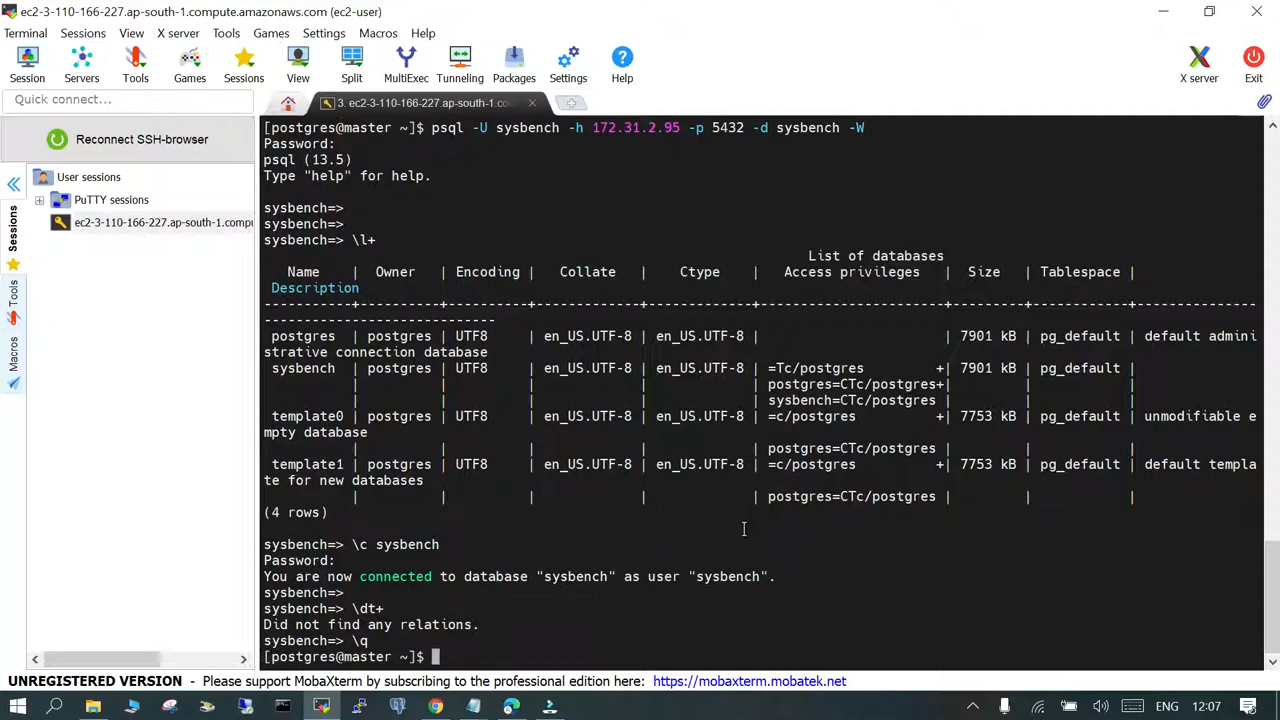 ec2-3-110-166-227.ap-south-1.compute.amazonaws.com (ec2-user)
Terminal Sessions View X server Tools Games Settings Macros Help
Session Servers Tools Games Sessions View Split MultiExec Tunneling Packages Settings Help X server Exit
Quick connect...
3. ec2-3-110-166-227.ap-south-1.co
Reconnect SSH-browser
User sessions
PuTTY sessions
ec2-3-110-166-227.ap-south-1.compu
Sessions
Tools
Macros
[postgres@master ~]$ psql -U sysbench -h 172.31.2.95 -p 5432 -d sysbench -W
Password:
psql (13.5)
Type "help" for help.
sysbench=>
sysbench=>
sysbench=> \l+
List of databases
Name | Owner | Encoding | Collate | Ctype | Access privileges | Size | Tablespace |
Description
-----------+----------+----------+-------------+-------------+-----------------------+---------+------------+----------------
-----------------------------
postgres | postgres | UTF8 | en_US.UTF-8 | en_US.UTF-8 | | 7901 kB | pg_default | default admini
strative connection database
sysbench | postgres | UTF8 | en_US.UTF-8 | en_US.UTF-8 | =Tc/postgres +| 7901 kB | pg_default |
| | | | | postgres=CTc/postgres+| | |
| | | | | sysbench=CTc/postgres | | |
template0 | postgres | UTF8 | en_US.UTF-8 | en_US.UTF-8 | =c/postgres +| 7753 kB | pg_default | unmodifiable e
mpty database
| | | | | postgres=CTc/postgres | | |
template1 | postgres | UTF8 | en_US.UTF-8 | en_US.UTF-8 | =c/postgres +| 7753 kB | pg_default | default templa
te for new databases
| | | | | postgres=CTc/postgres | | |
(4 rows)
sysbench=> \c sysbench
Password:
You are now connected to database "sysbench" as user "sysbench".
sysbench=>
sysbench=> \dt+
Did not find any relations.
sysbench=> \q
[postgres@master ~]$
UNREGISTERED VERSION - Please support MobaXterm by subscribing to the professional edition here: https://mobaxterm.mobatek.net
ENG 12:07